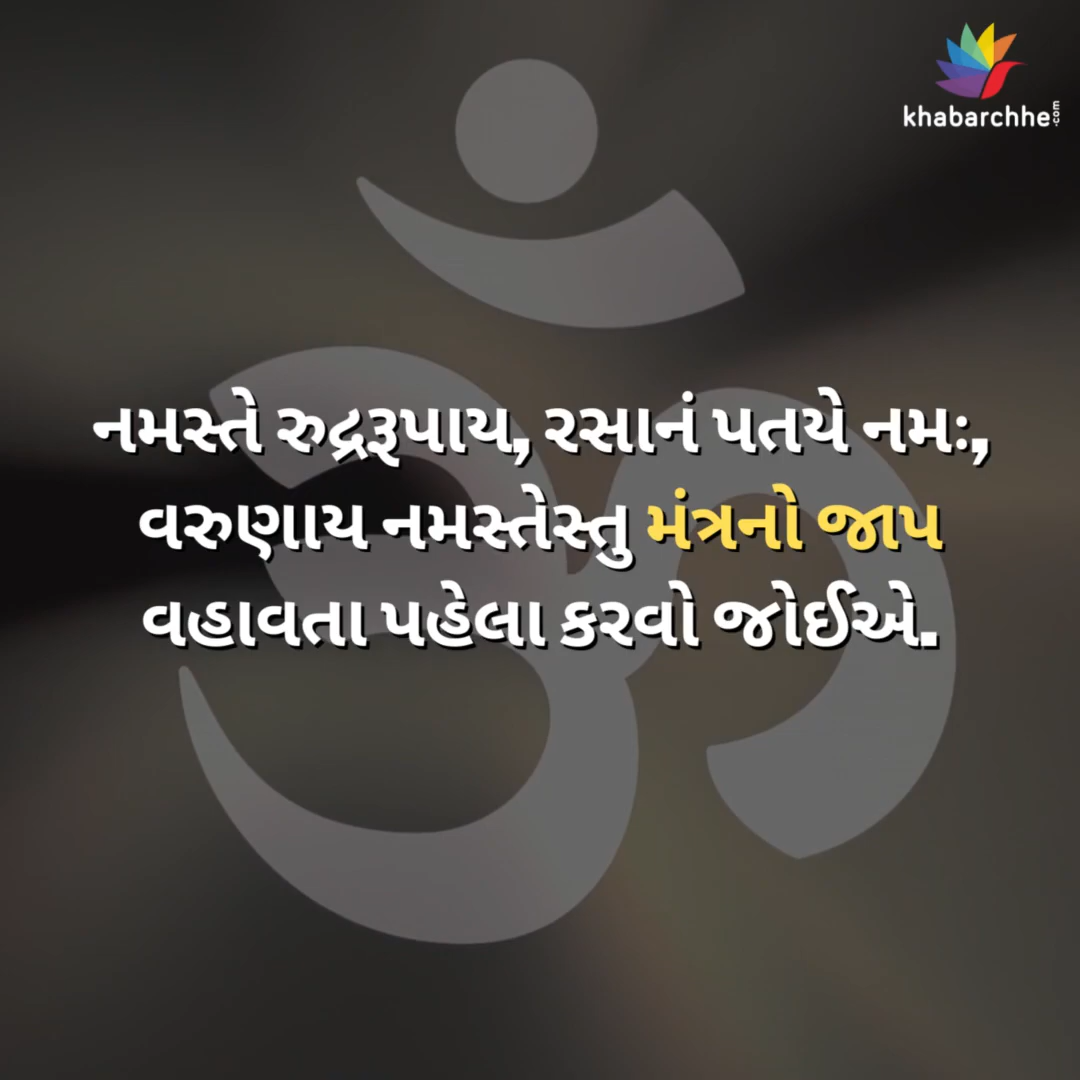 khabarchhe.com
નમસ્તે રુદ્રરૂપાય, રસાનં પતયે નમઃ,
વરુણાય નમસ્તેસ્તુ મંત્રનો જાપ
વહાવતા પહેલા કરવો જોઈએ.